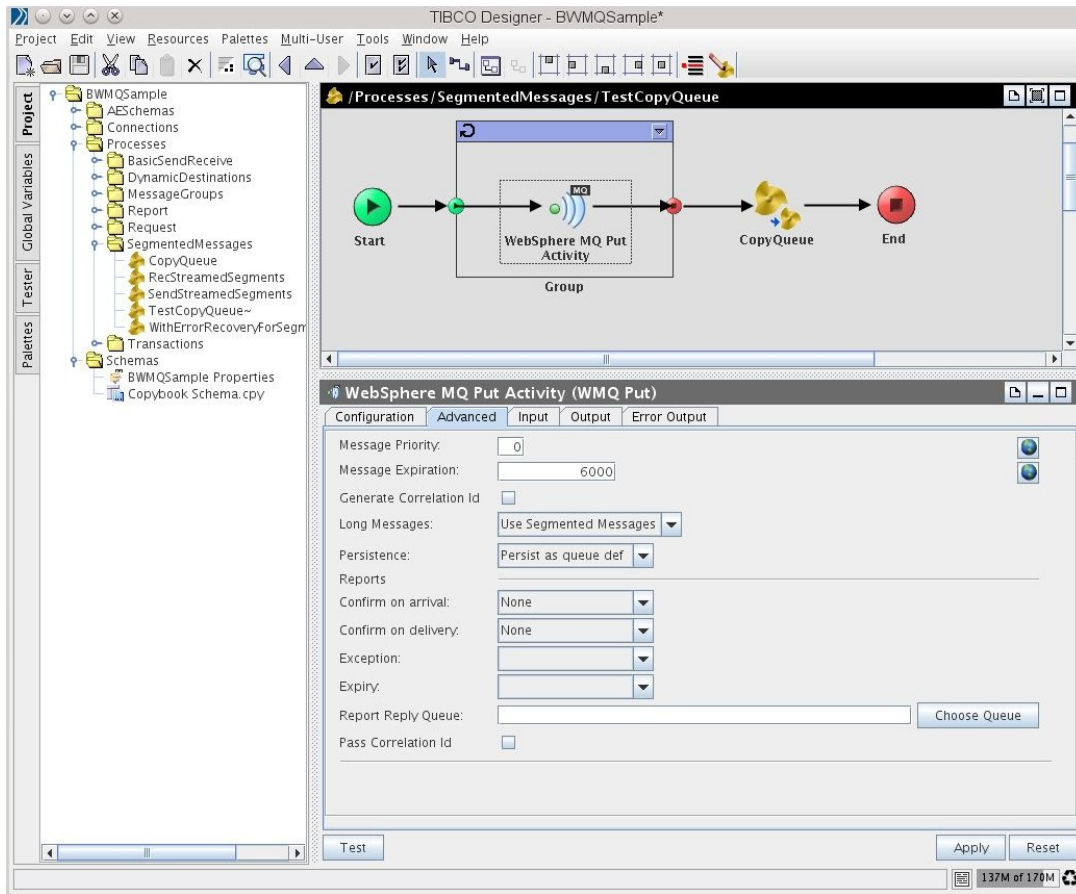 TIBCO Designer - BWMQSample*
Project Edit View Resources Palettes Multi-User Tools Window Help
Project
Global Variables
Tester
Palettes
BWMQSample
AESchemas
Connections
Processes
BasicSendReceive
DynamicDestinations
MessageGroups
Report
Request
SegmentedMessages
CopyQueue
RecStreamedSegments
SendStreamedSegments
TestCopyQueue~
WithErrorRecoveryForSegm
Transactions
Schemas
BWMQSample Properties
Copybook Schema.cpy
/Processes/SegmentedMessages/TestCopyQueue
MQ
Start
WebSphere MQ Put
Activity
Group
CopyQueue
End
WebSphere MQ Put Activity (WMQ Put)
Configuration Advanced Input Output Error Output
Message Priority: 0
Message Expiration: 6000
Generate Correlation Id
Long Messages: Use Segmented Messages
Persistence: Persist as queue def
Reports
Confirm on arrival: None
Confirm on delivery: None
Exception:
Expiry:
Report Reply Queue: Choose Queue
Pass Correlation Id
Test Apply Reset
137M of 170M